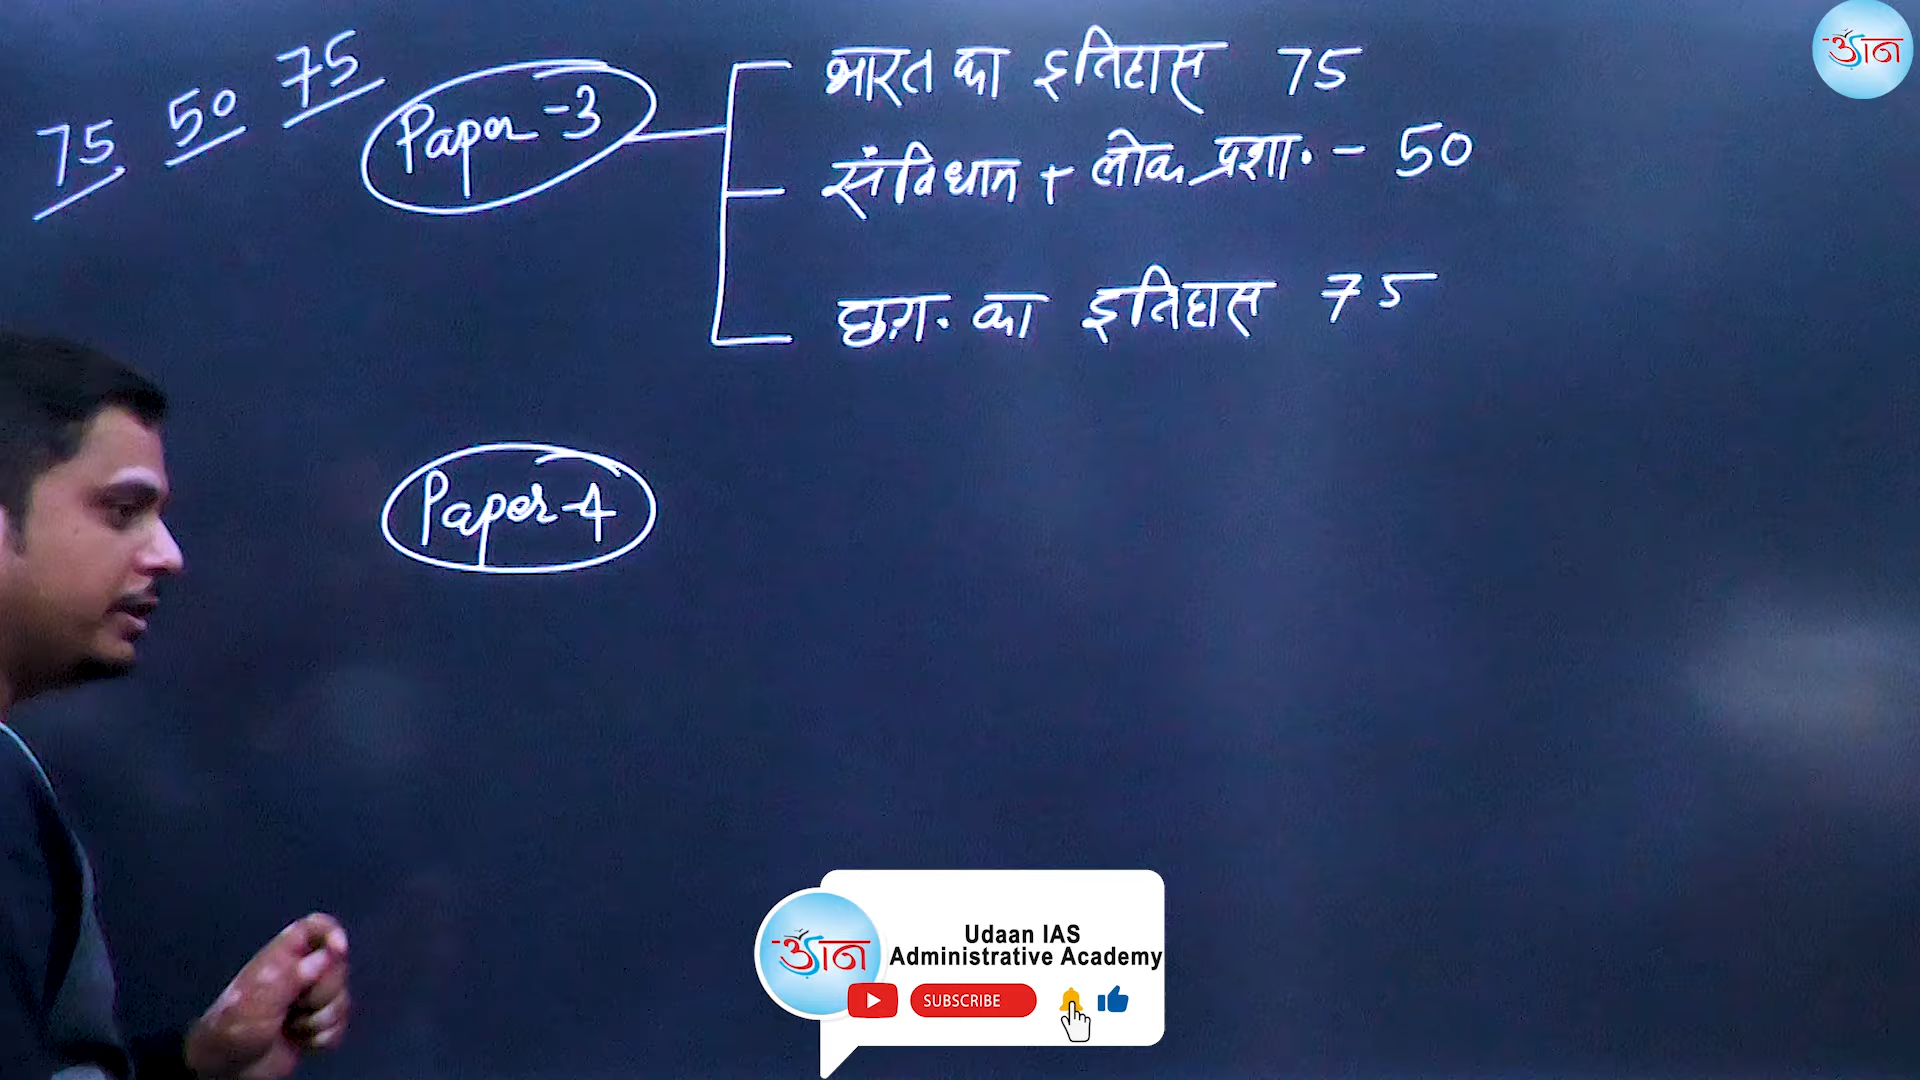 75 50 75
Paper-3
भारत का इतिहास 75
संविधान + लोक प्रशा. - 50
छग. का इतिहास 75
Paper-4
उड़ान
उड़ान
Udaan IAS
Administrative Academy
SUBSCRIBE